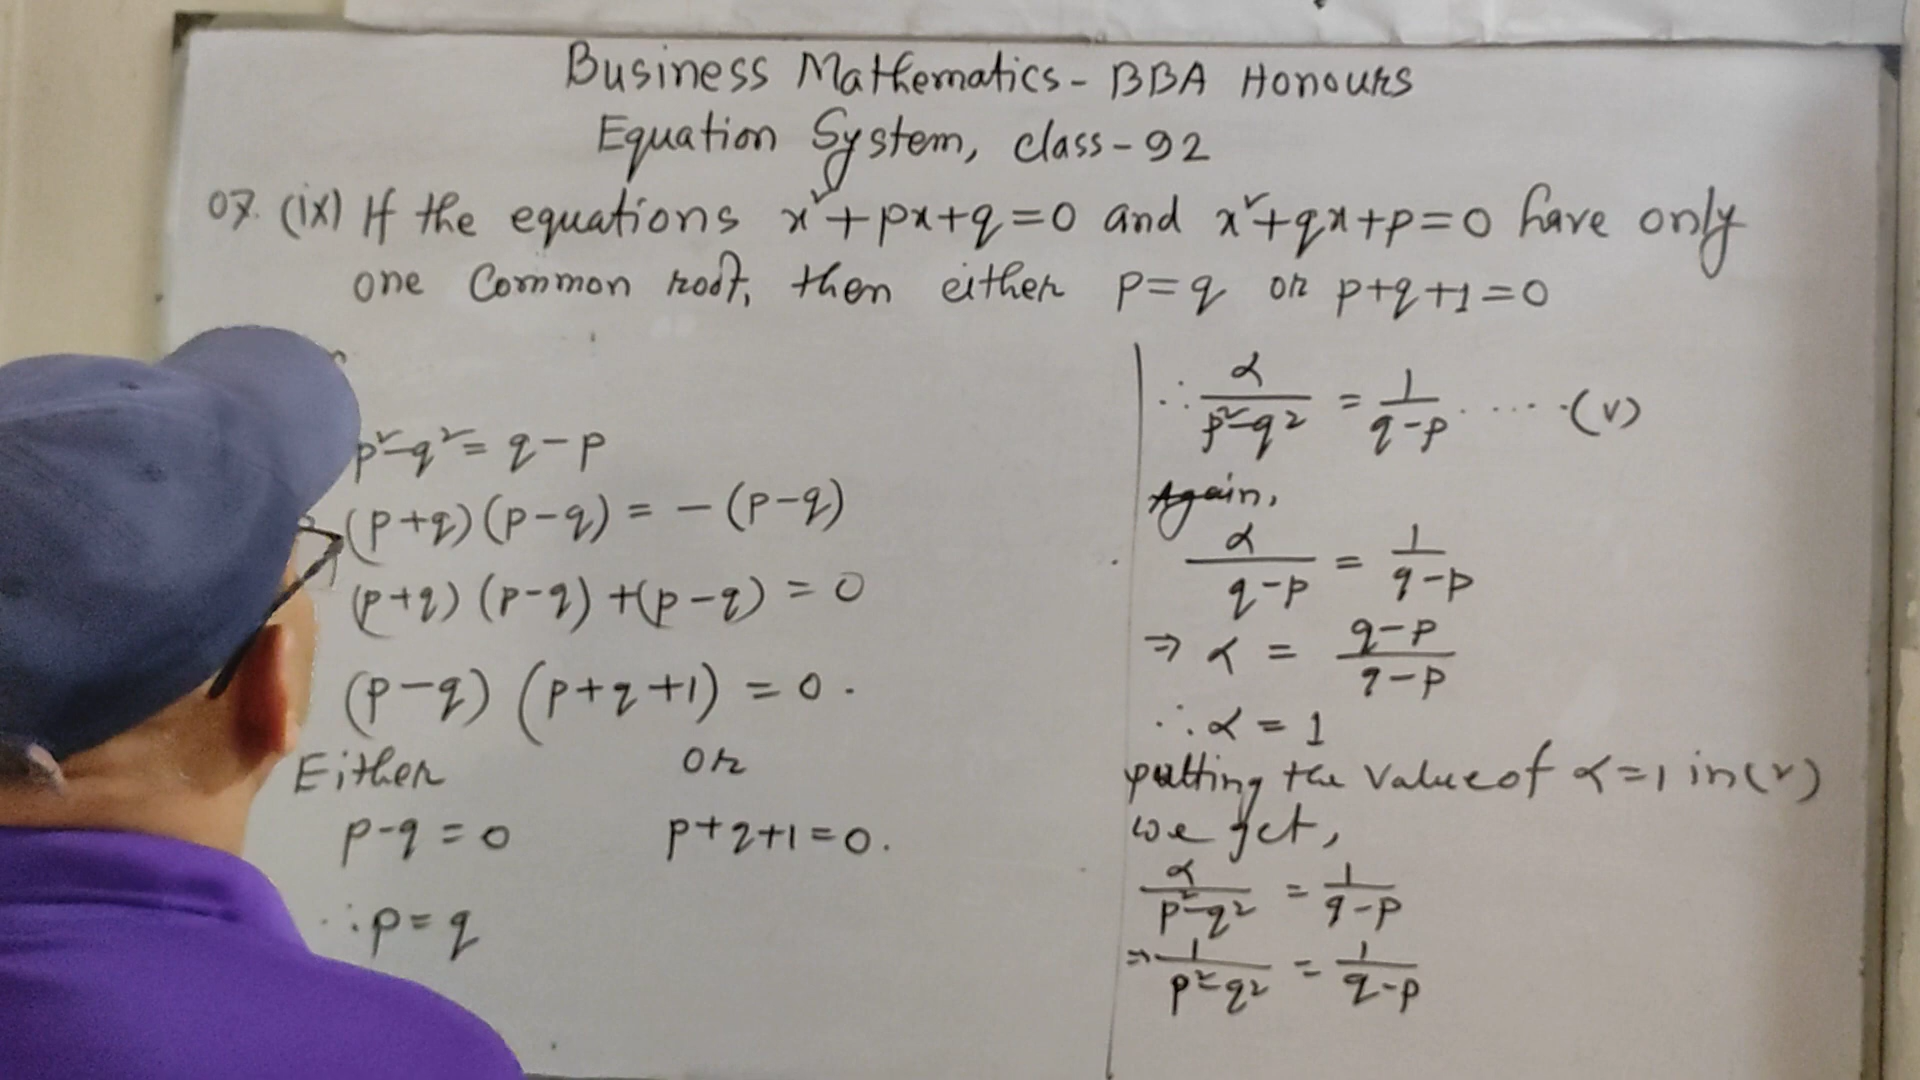 Business Mathematics - BBA Honours
Equation System, class - 92
07. (ix) If the equations x²+px+q=0 and x²+qx+p=0 have only
one common root, then either p=q or p+q+1=0
p²-q²= q-p
(p+q)(p-q) = -(p-q)
(p+q)(p-q)+(p-q) = 0
(p-q)(p+q+1) = 0.
Either or
p-q=0 p+q+1=0.
∴p=q
∴ α/(p²-q²) = 1/(q-p) ......(v)
Again,
α/(q-p) = 1/(q-p)
⇒ α = (q-p)/(q-p)
∴ α = 1
putting the value of α=1 in (v)
we get,
α/(p²-q²) = 1/(q-p)
⇒ 1/(p²-q²) = 1/(q-p)